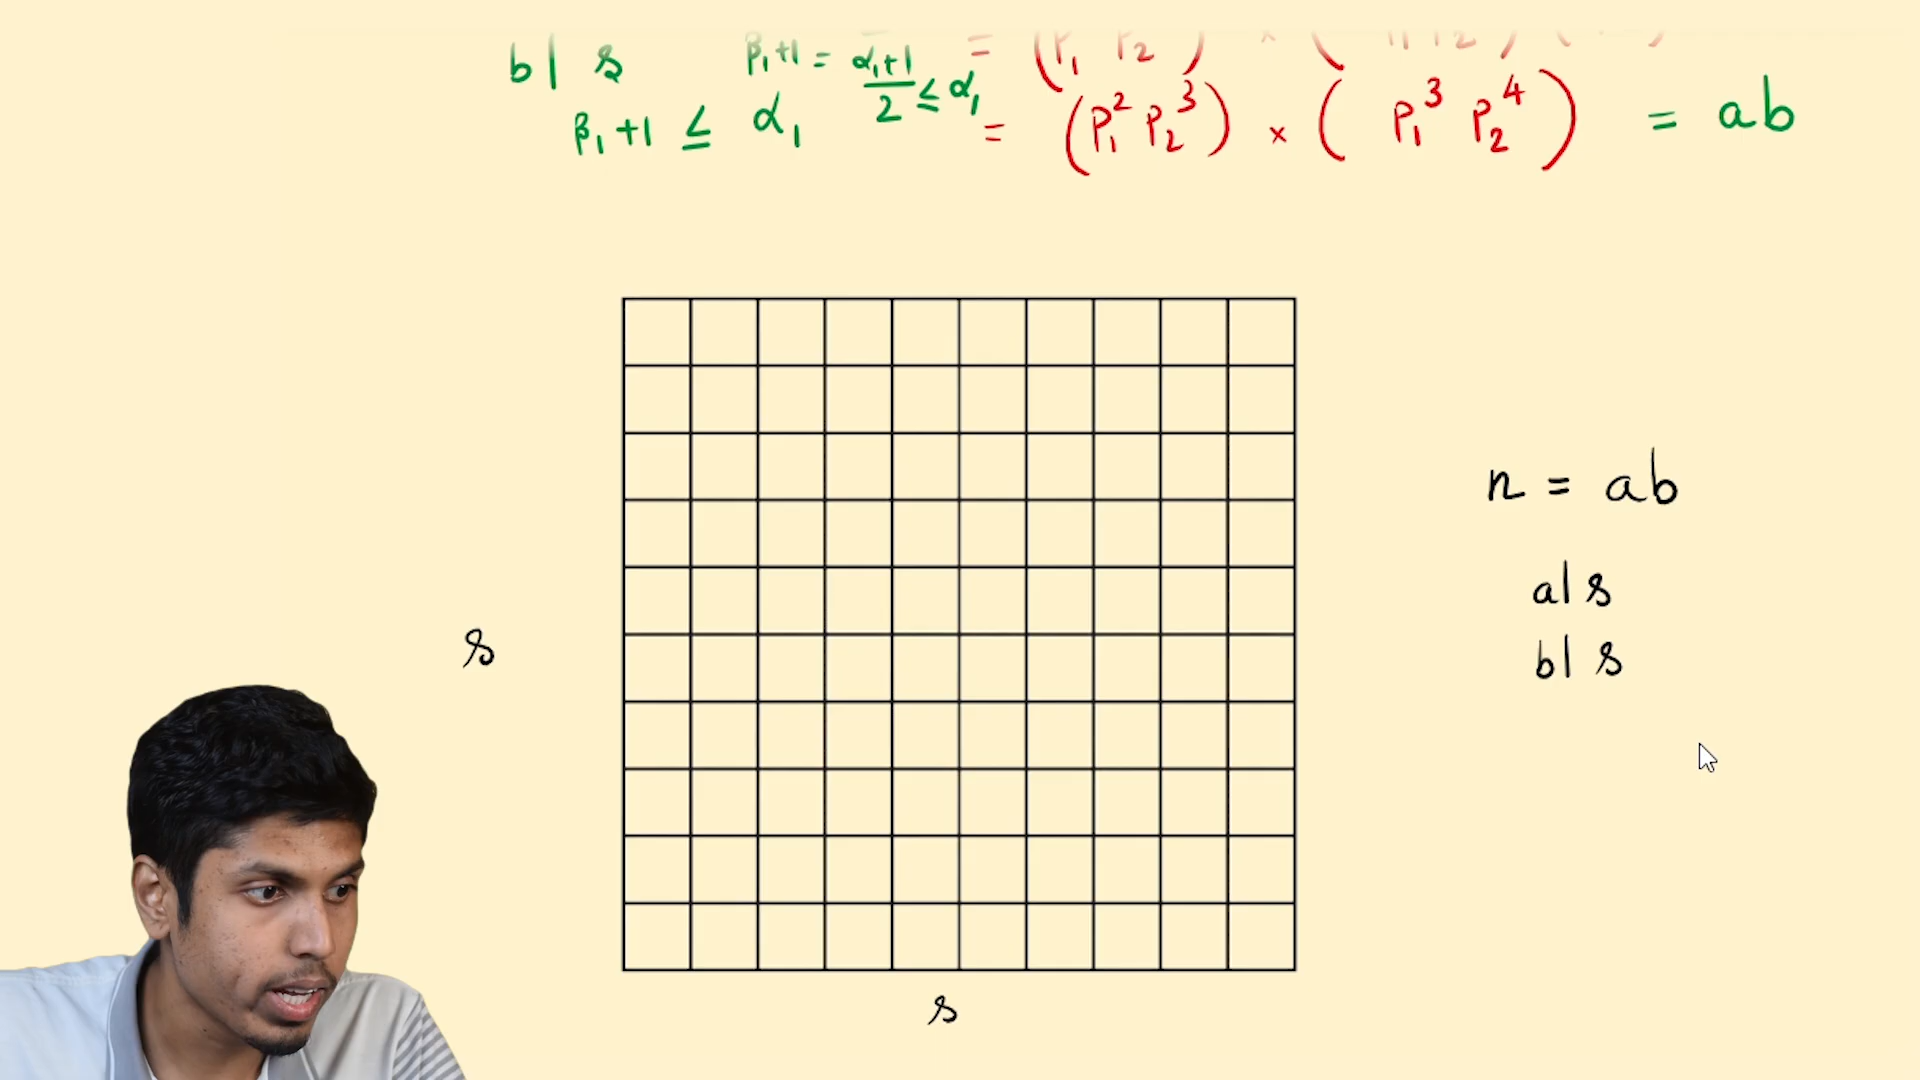 b | s
β₁+1 = (α₁+1)/2 ≤ α₁
β₁+1 ≤ α₁
= (P₁² P₂³) × (P₁³ P₂⁴) = ab
n = ab
a | s
b | s
s
s